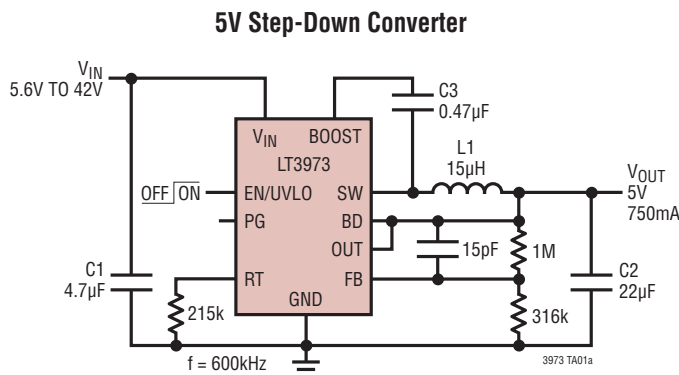 5V Step-Down Converter
VIN
5.6V TO 42V
C3
0.47µF
VIN BOOST
LT3973
L1
15µH
VOUT
5V
750mA
OFF ON
EN/UVLO SW
PG BD
OUT
15pF
1M
C1
4.7µF
RT FB
C2
22µF
GND
215k
316k
f = 600kHz
3973 TA01a